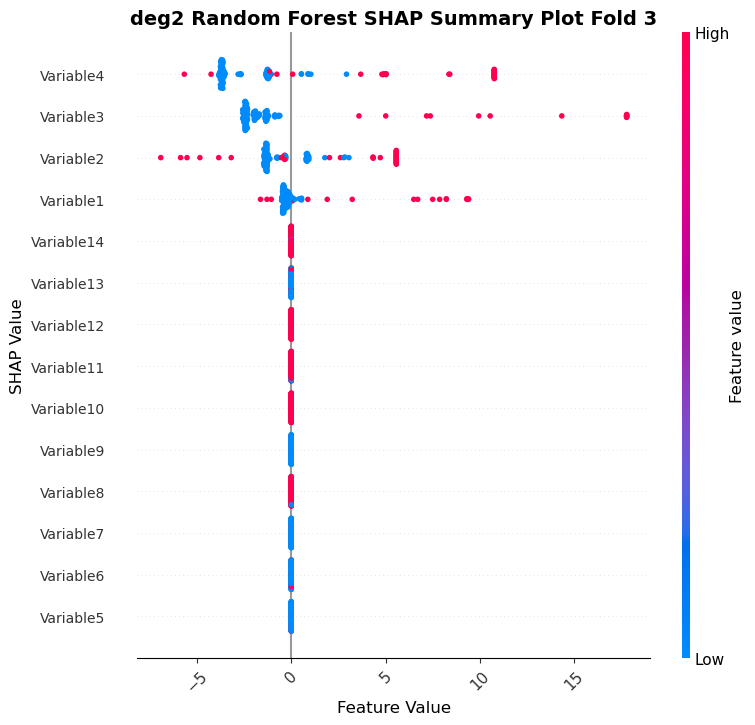 deg2 Random Forest SHAP Summary Plot Fold 3
High
Variable4
Variable3
Variable2
Variable1
Variable14
Variable13
Variable12
Variable11
Variable10
Variable9
Variable8
Variable7
Variable6
Variable5
SHAP Value
Feature value
Low
−5
0
5
10
15
Feature Value